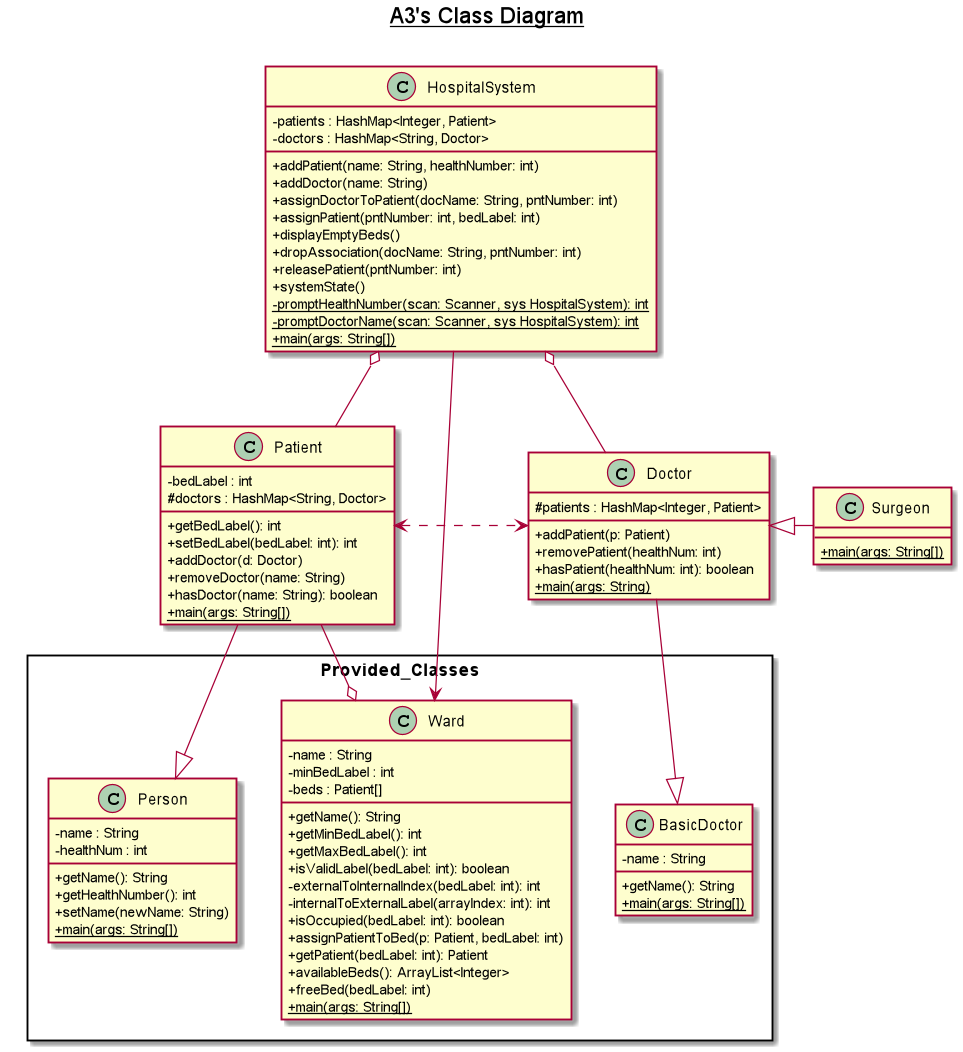 A3's Class Diagram
C HospitalSystem
-patients : HashMap<Integer, Patient>
-doctors : HashMap<String, Doctor>
+addPatient(name: String, healthNumber: int)
+addDoctor(name: String)
+assignDoctorToPatient(docName: String, pntNumber: int)
+assignPatient(pntNumber: int, bedLabel: int)
+displayEmptyBeds()
+dropAssociation(docName: String, pntNumber: int)
+releasePatient(pntNumber: int)
+systemState()
-promptHealthNumber(scan: Scanner, sys HospitalSystem): int
-promptDoctorName(scan: Scanner, sys HospitalSystem): int
+main(args: String[])
C Patient
-bedLabel : int
#doctors : HashMap<String, Doctor>
+getBedLabel(): int
+setBedLabel(bedLabel: int): int
+addDoctor(d: Doctor)
+removeDoctor(name: String)
+hasDoctor(name: String): boolean
+main(args: String[])
C Doctor
#patients : HashMap<Integer, Patient>
+addPatient(p: Patient)
+removePatient(healthNum: int)
+hasPatient(healthNum: int): boolean
+main(args: String)
C Surgeon
+main(args: String[])
Provided_Classes
C Person
-name : String
-healthNum : int
+getName(): String
+getHealthNumber(): int
+setName(newName: String)
+main(args: String[])
C Ward
-name : String
-minBedLabel : int
-beds : Patient[]
+getName(): String
+getMinBedLabel(): int
+getMaxBedLabel(): int
+isValidLabel(bedLabel: int): boolean
-externalToInternalIndex(bedLabel: int): int
-internalToExternalLabel(arrayIndex: int): int
+isOccupied(bedLabel: int): boolean
+assignPatientToBed(p: Patient, bedLabel: int)
+getPatient(bedLabel: int): Patient
+availableBeds(): ArrayList<Integer>
+freeBed(bedLabel: int)
+main(args: String[])
C BasicDoctor
-name : String
+getName(): String
+main(args: String[])